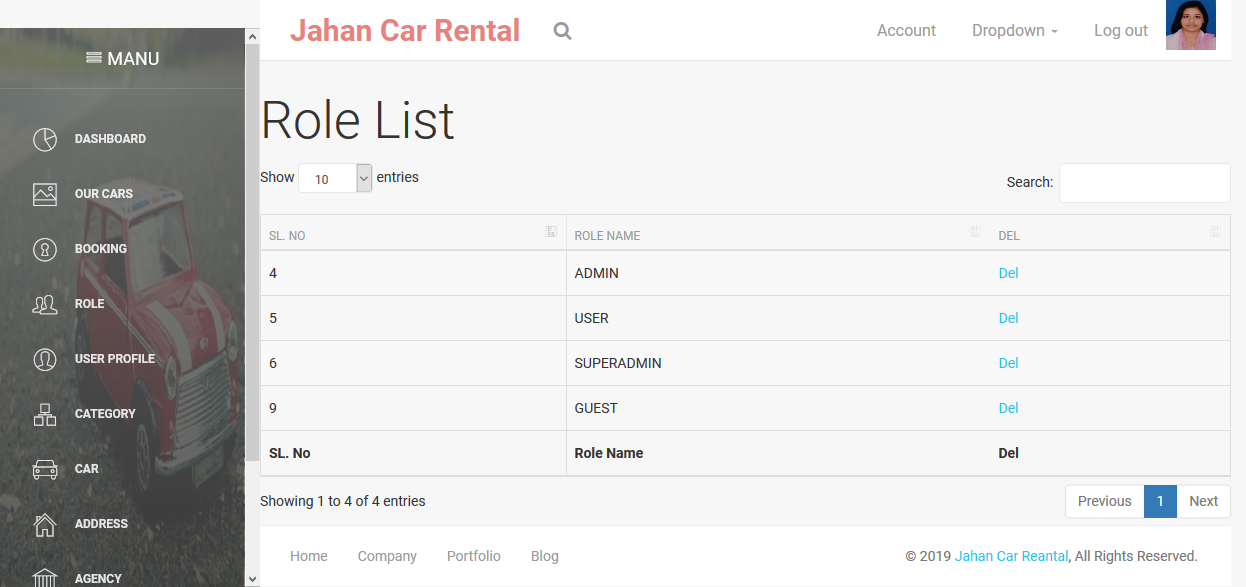 Jahan Car Rental
Account Dropdown Log out
MANU
DASHBOARD
OUR CARS
BOOKING
ROLE
USER PROFILE
CATEGORY
CAR
ADDRESS
AGENCY
Role List
Show 10 entries
Search:
SL. NO ROLE NAME DEL
4 ADMIN Del
5 USER Del
6 SUPERADMIN Del
9 GUEST Del
SL. No Role Name Del
Showing 1 to 4 of 4 entries
Previous 1 Next
Home Company Portfolio Blog
© 2019 Jahan Car Reantal, All Rights Reserved.